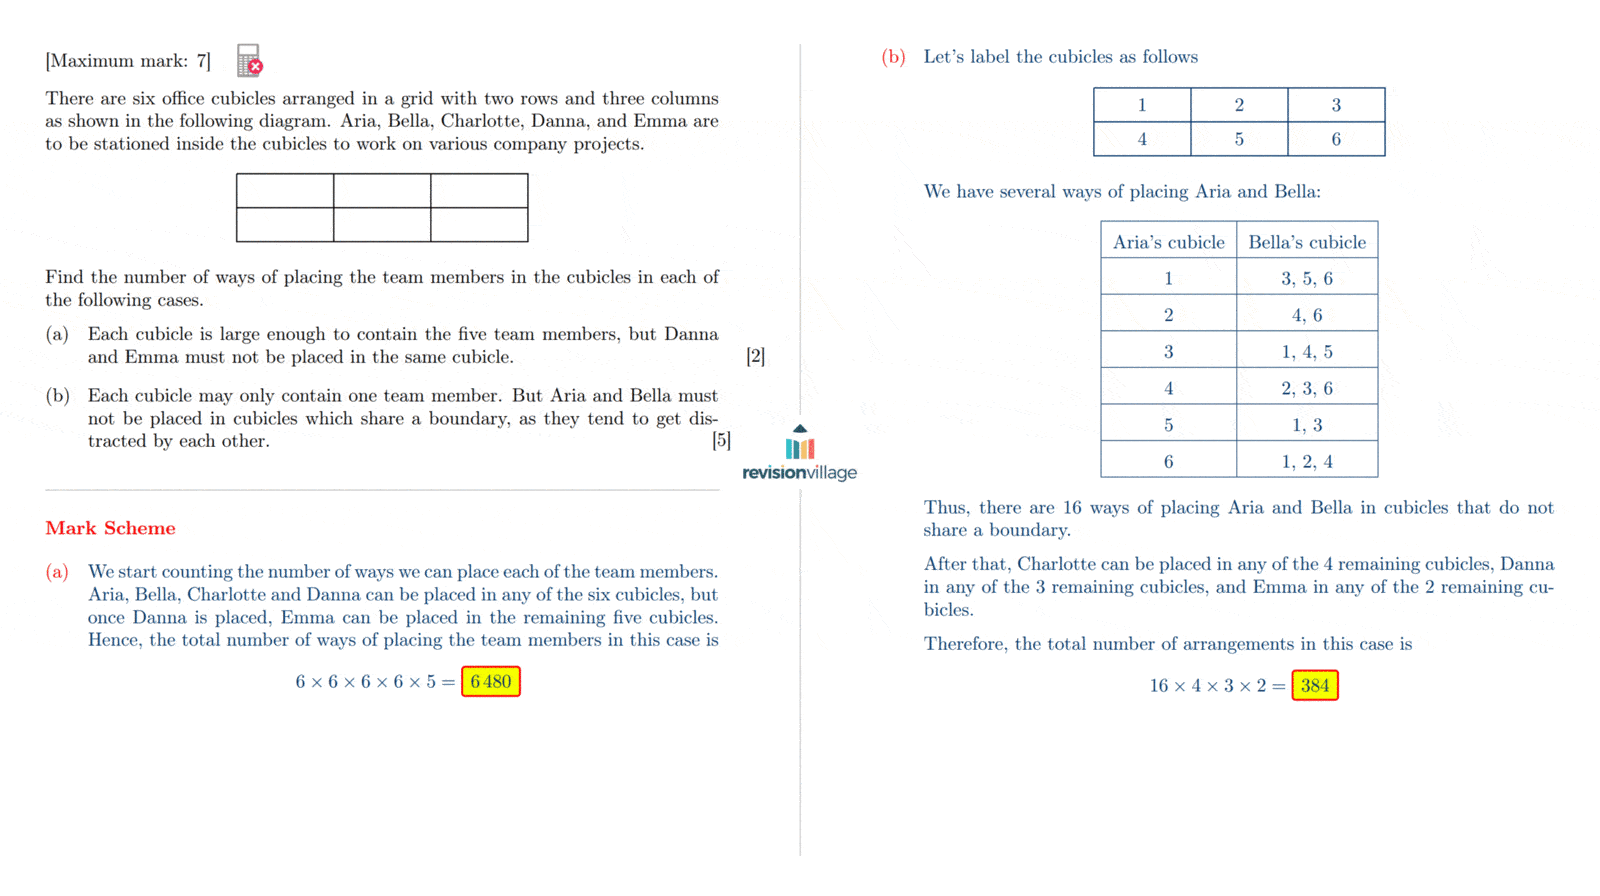 [Maximum mark: 7]
There are six office cubicles arranged in a grid with two rows and three columns
as shown in the following diagram. Aria, Bella, Charlotte, Danna, and Emma are
to be stationed inside the cubicles to work on various company projects.
Find the number of ways of placing the team members in the cubicles in each of
the following cases.
(a) Each cubicle is large enough to contain the five team members, but Danna
and Emma must not be placed in the same cubicle. [2]
(b) Each cubicle may only contain one team member. But Aria and Bella must
not be placed in cubicles which share a boundary, as they tend to get dis-
tracted by each other. [5]
Mark Scheme
(a) We start counting the number of ways we can place each of the team members.
Aria, Bella, Charlotte and Danna can be placed in any of the six cubicles, but
once Danna is placed, Emma can be placed in the remaining five cubicles.
Hence, the total number of ways of placing the team members in this case is
6 × 6 × 6 × 6 × 5 = 6 480
revisionvillage
(b) Let's label the cubicles as follows
1 2 3
4 5 6
We have several ways of placing Aria and Bella:
Aria's cubicle Bella's cubicle
1 3, 5, 6
2 4, 6
3 1, 4, 5
4 2, 3, 6
5 1, 3
6 1, 2, 4
Thus, there are 16 ways of placing Aria and Bella in cubicles that do not
share a boundary.
After that, Charlotte can be placed in any of the 4 remaining cubicles, Danna
in any of the 3 remaining cubicles, and Emma in any of the 2 remaining cu-
bicles.
Therefore, the total number of arrangements in this case is
16 × 4 × 3 × 2 = 384